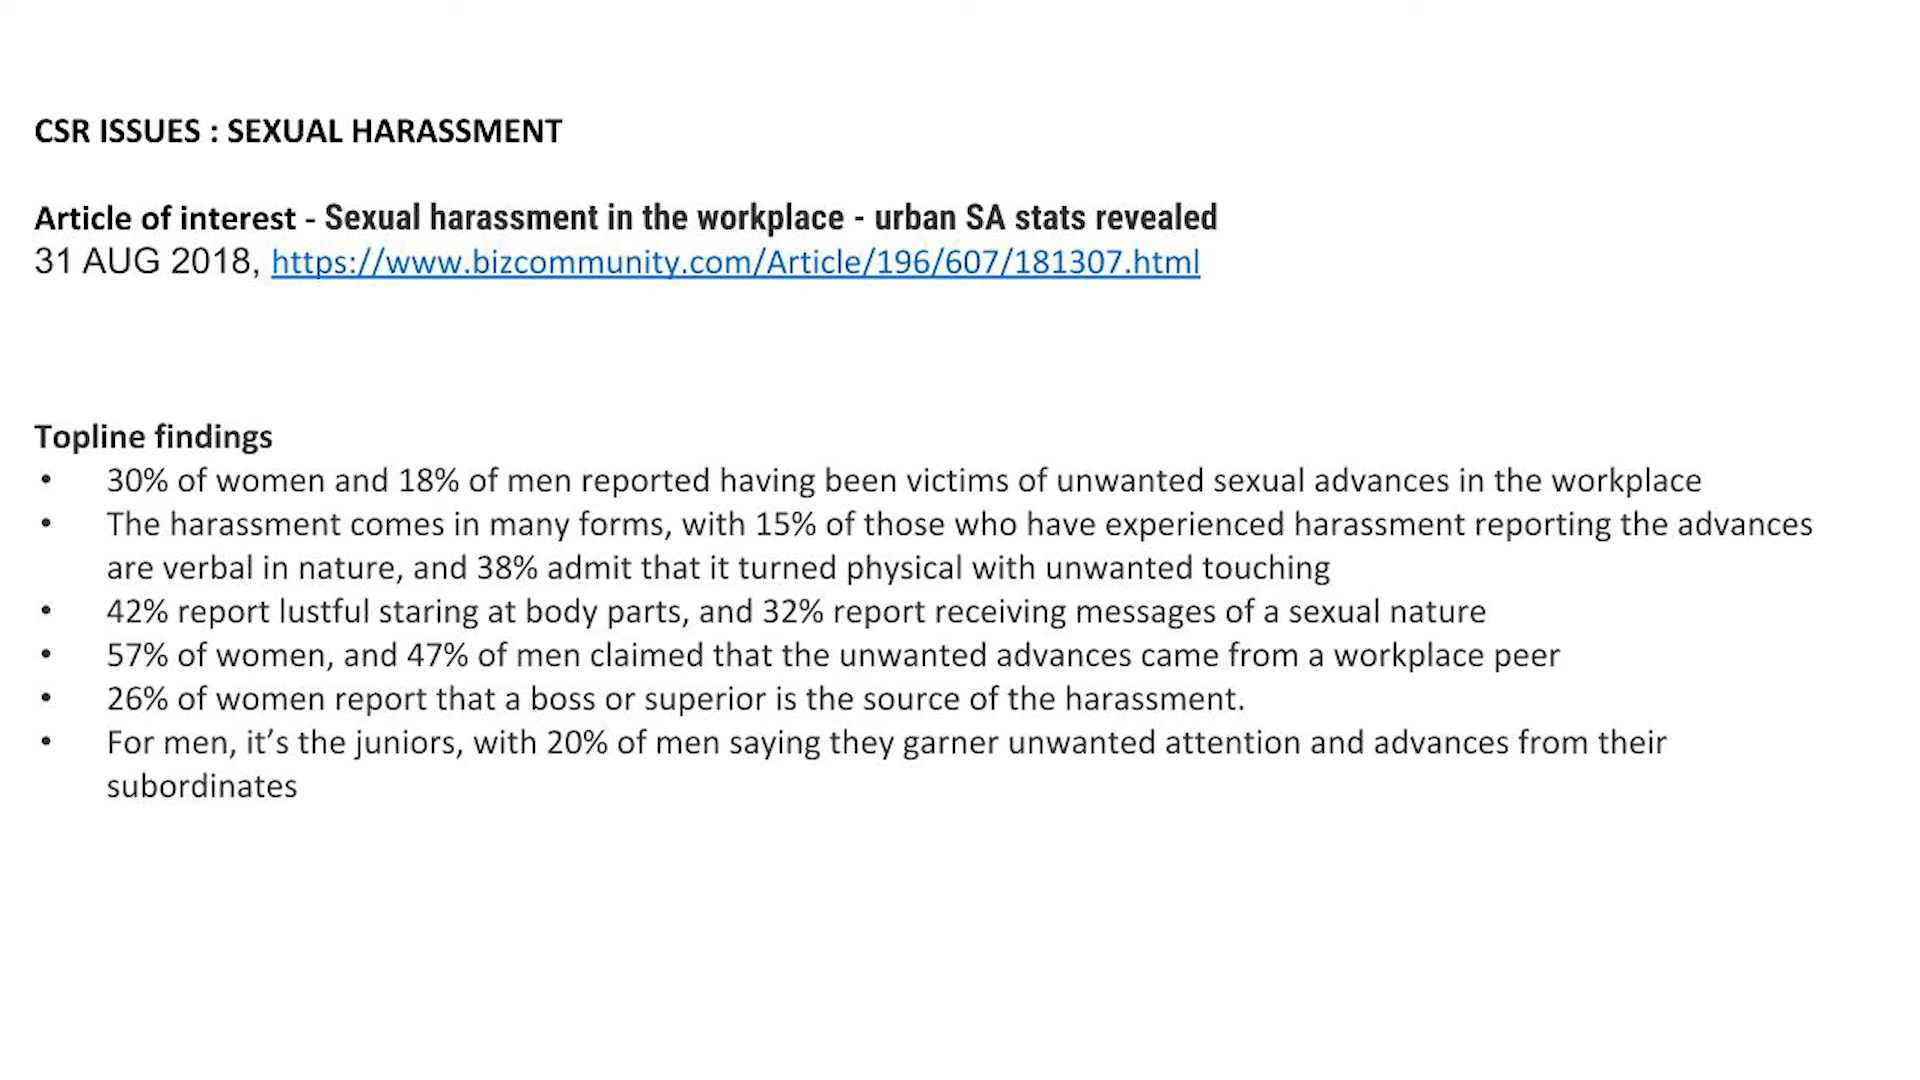 CSR ISSUES : SEXUAL HARASSMENT
Article of interest - Sexual harassment in the workplace - urban SA stats revealed
31 AUG 2018, https://www.bizcommunity.com/Article/196/607/181307.html
Topline findings
• 30% of women and 18% of men reported having been victims of unwanted sexual advances in the workplace
• The harassment comes in many forms, with 15% of those who have experienced harassment reporting the advances
are verbal in nature, and 38% admit that it turned physical with unwanted touching
• 42% report lustful staring at body parts, and 32% report receiving messages of a sexual nature
• 57% of women, and 47% of men claimed that the unwanted advances came from a workplace peer
• 26% of women report that a boss or superior is the source of the harassment.
• For men, it’s the juniors, with 20% of men saying they garner unwanted attention and advances from their
subordinates